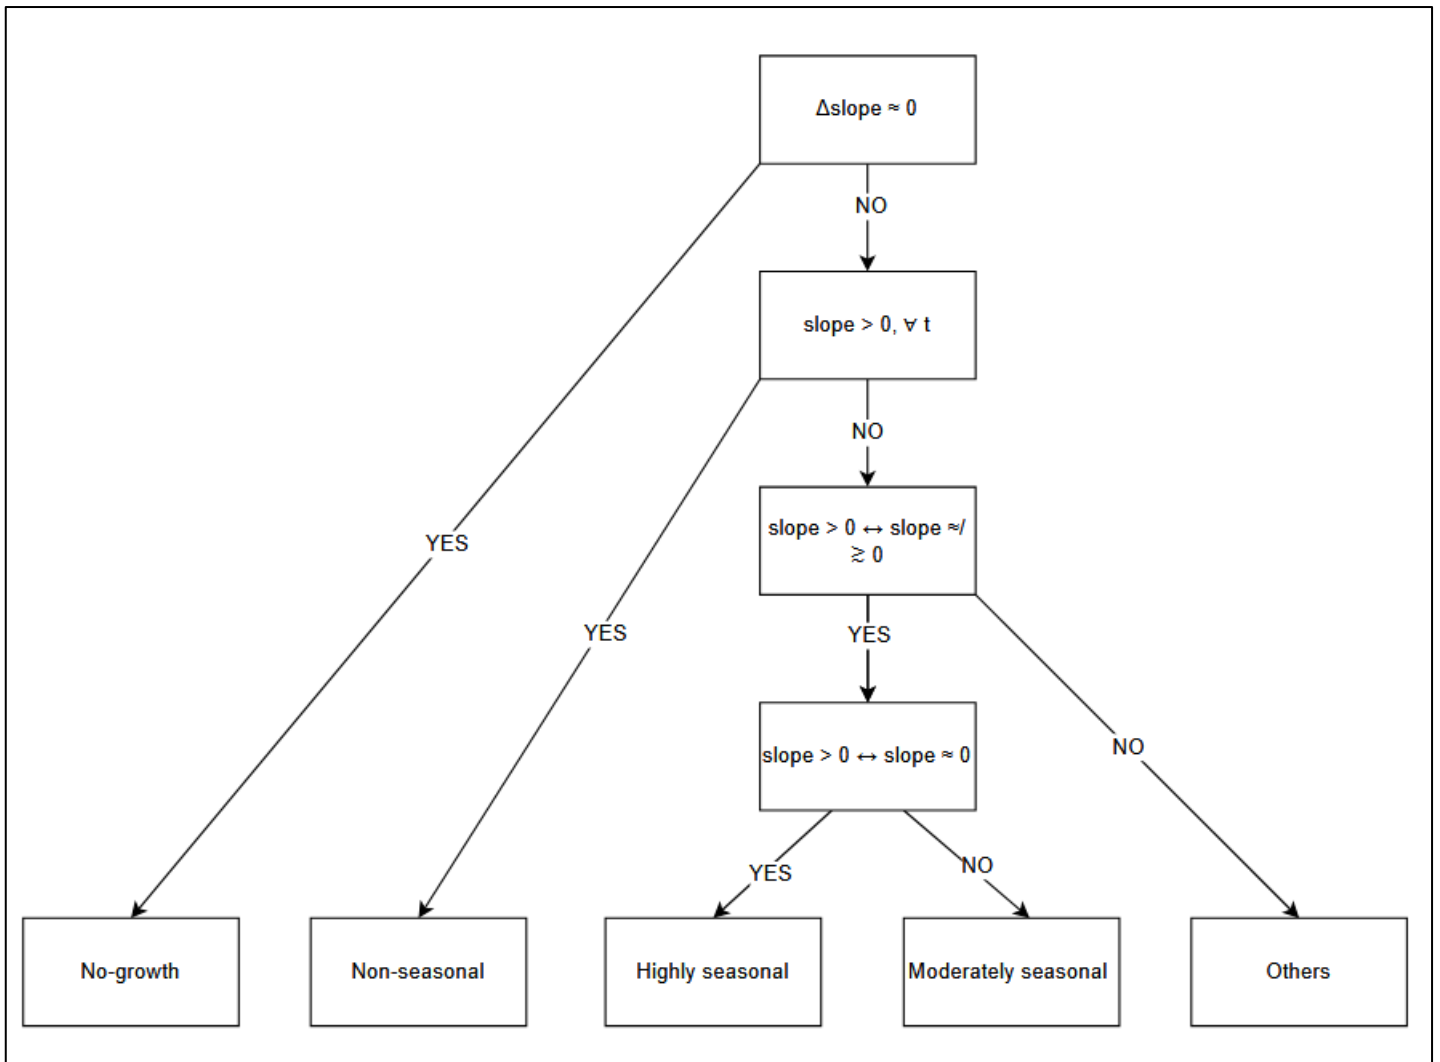 Δslope ≈ 0
NO
slope > 0, ∀ t
NO
slope > 0 ↔ slope ≈/
≳ 0
YES
YES
YES
slope > 0 ↔ slope ≈ 0
NO
YES
NO
No-growth
Non-seasonal
Highly seasonal
Moderately seasonal
Others